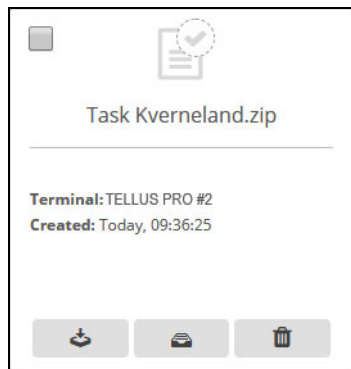 Task Kverneland.zip
Terminal: TELLUS PRO #2
Created: Today, 09:36:25